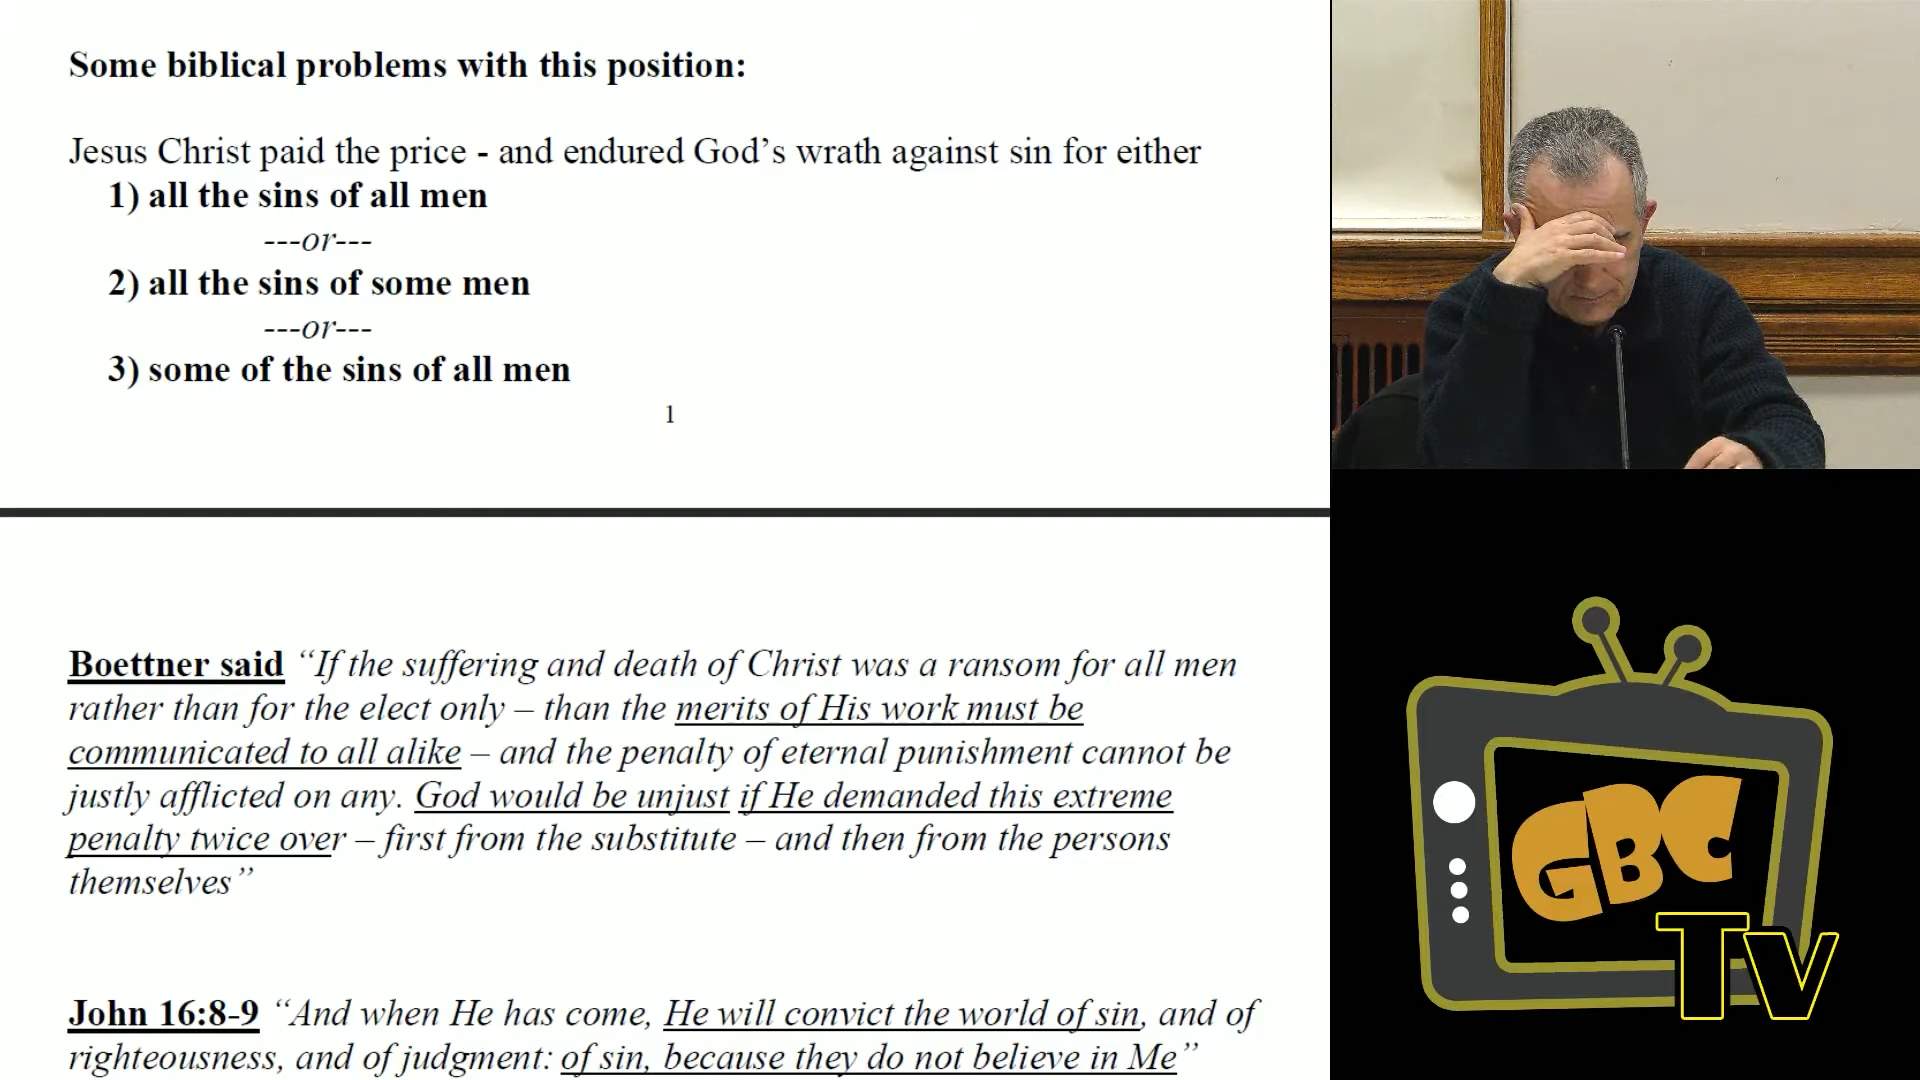 Some biblical problems with this position:
Jesus Christ paid the price - and endured God’s wrath against sin for either
1) all the sins of all men
---or---
2) all the sins of some men
---or---
3) some of the sins of all men
1
Boettner said “If the suffering and death of Christ was a ransom for all men
rather than for the elect only – than the merits of His work must be
communicated to all alike – and the penalty of eternal punishment cannot be
justly afflicted on any. God would be unjust if He demanded this extreme
penalty twice over – first from the substitute – and then from the persons
themselves”
John 16:8-9 “And when He has come, He will convict the world of sin, and of
righteousness, and of judgment: of sin, because they do not believe in Me”
GBC
TV